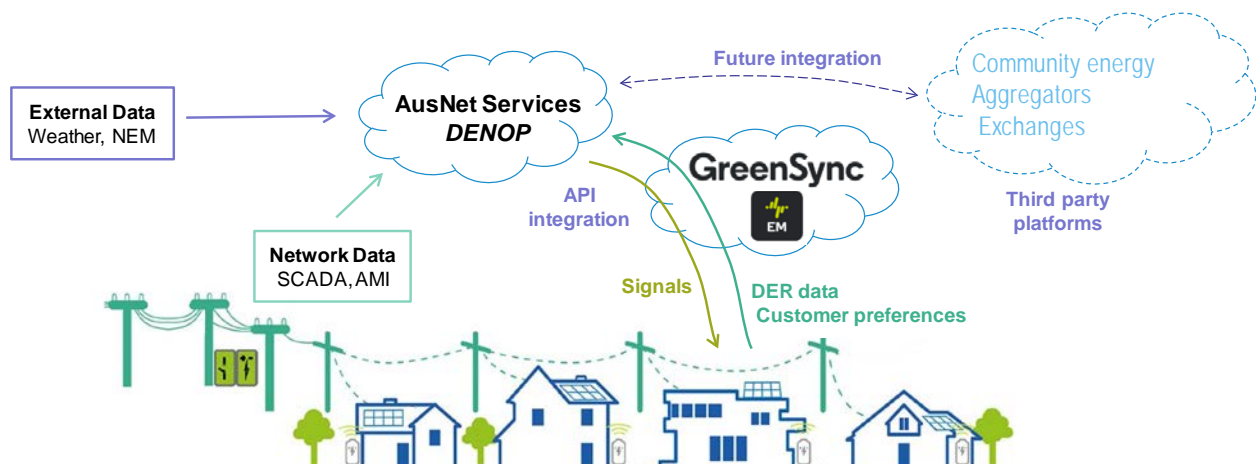 Future integration
Community energy
Aggregators
Exchanges
External Data
Weather, NEM
AusNet Services
DENOP
GreenSync
EM
API
integration
Third party
platforms
Network Data
SCADA, AMI
Signals
DER data
Customer preferences